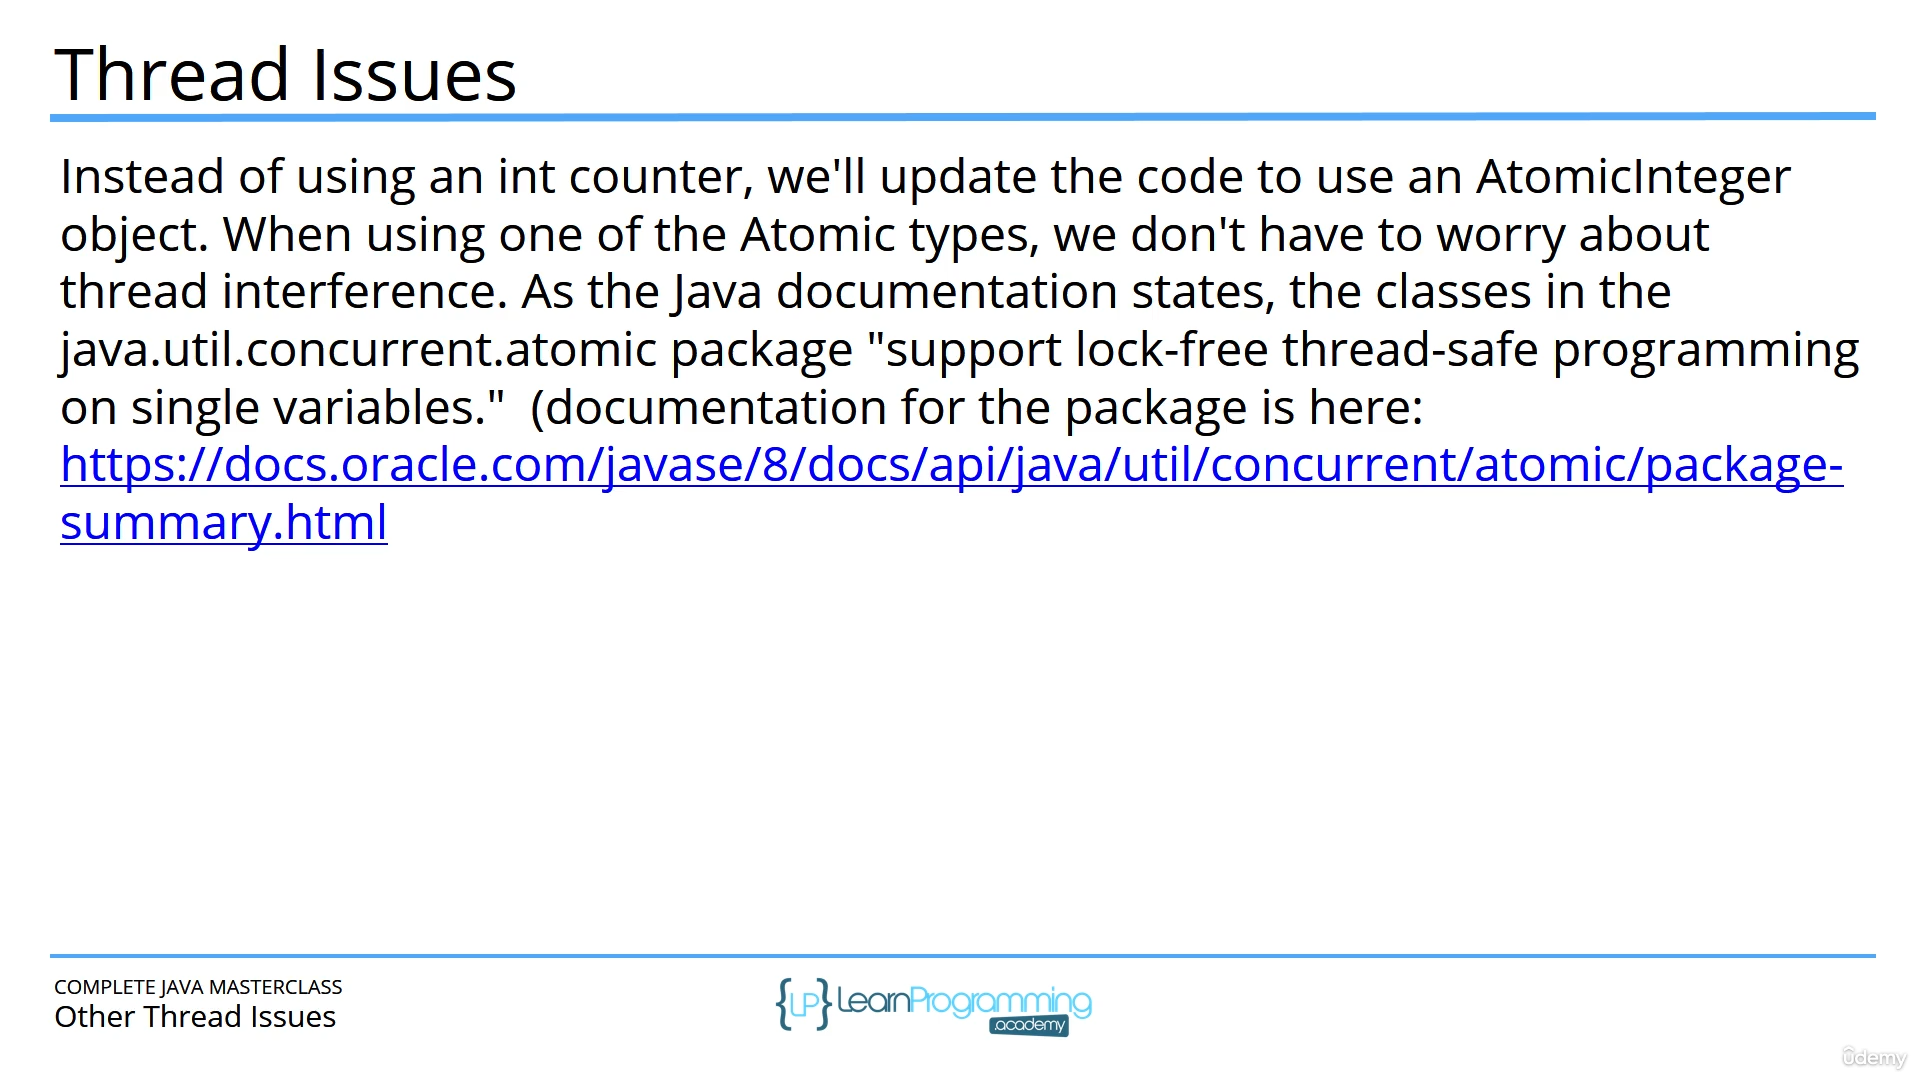 Thread Issues
Instead of using an int counter, we'll update the code to use an AtomicInteger
object. When using one of the Atomic types, we don't have to worry about
thread interference. As the Java documentation states, the classes in the
java.util.concurrent.atomic package "support lock-free thread-safe programming
on single variables."  (documentation for the package is here:
https://docs.oracle.com/javase/8/docs/api/java/util/concurrent/atomic/package-
summary.html
COMPLETE JAVA MASTERCLASS
Other Thread Issues
{LP} LearnProgramming
.academy
ûdemy